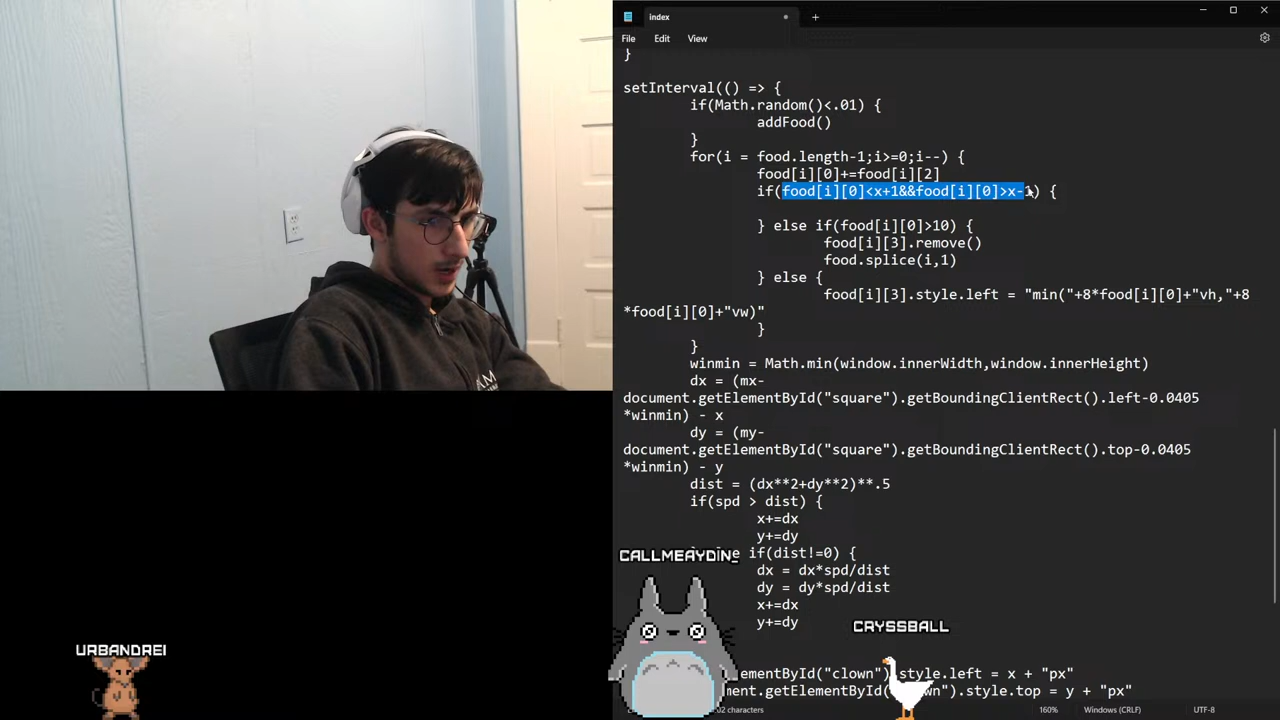 index
File Edit View
}
setInterval(() => {
if(Math.random()<.01) {
addFood()
}
for(i = food.length-1;i>=0;i--) {
food[i][0]+=food[i][2]
if(food[i][0]<x+1&&food[i][0]>x-1) {
} else if(food[i][0]>10) {
food[i][3].remove()
food.splice(i,1)
} else {
food[i][3].style.left = "min("+8*food[i][0]+"vh,"+8
*food[i][0]+"vw)"
}
}
winmin = Math.min(window.innerWidth,window.innerHeight)
dx = (mx-
document.getElementById("square").getBoundingClientRect().left-0.0405
*winmin) - x
dy = (my-
document.getElementById("square").getBoundingClientRect().top-0.0405
*winmin) - y
dist = (dx**2+dy**2)**.5
if(spd > dist) {
x+=dx
y+=dy
if(dist!=0) {
dx = dx*spd/dist
dy = dy*spd/dist
x+=dx
y+=dy
ementById("clown").style.left = x + "px"
.style.top = y + "px"
characters
160%
Windows (CRLF)
UTF-8
CALLMEAYDIN_
CRYSSBALL
URBANDREI
AM